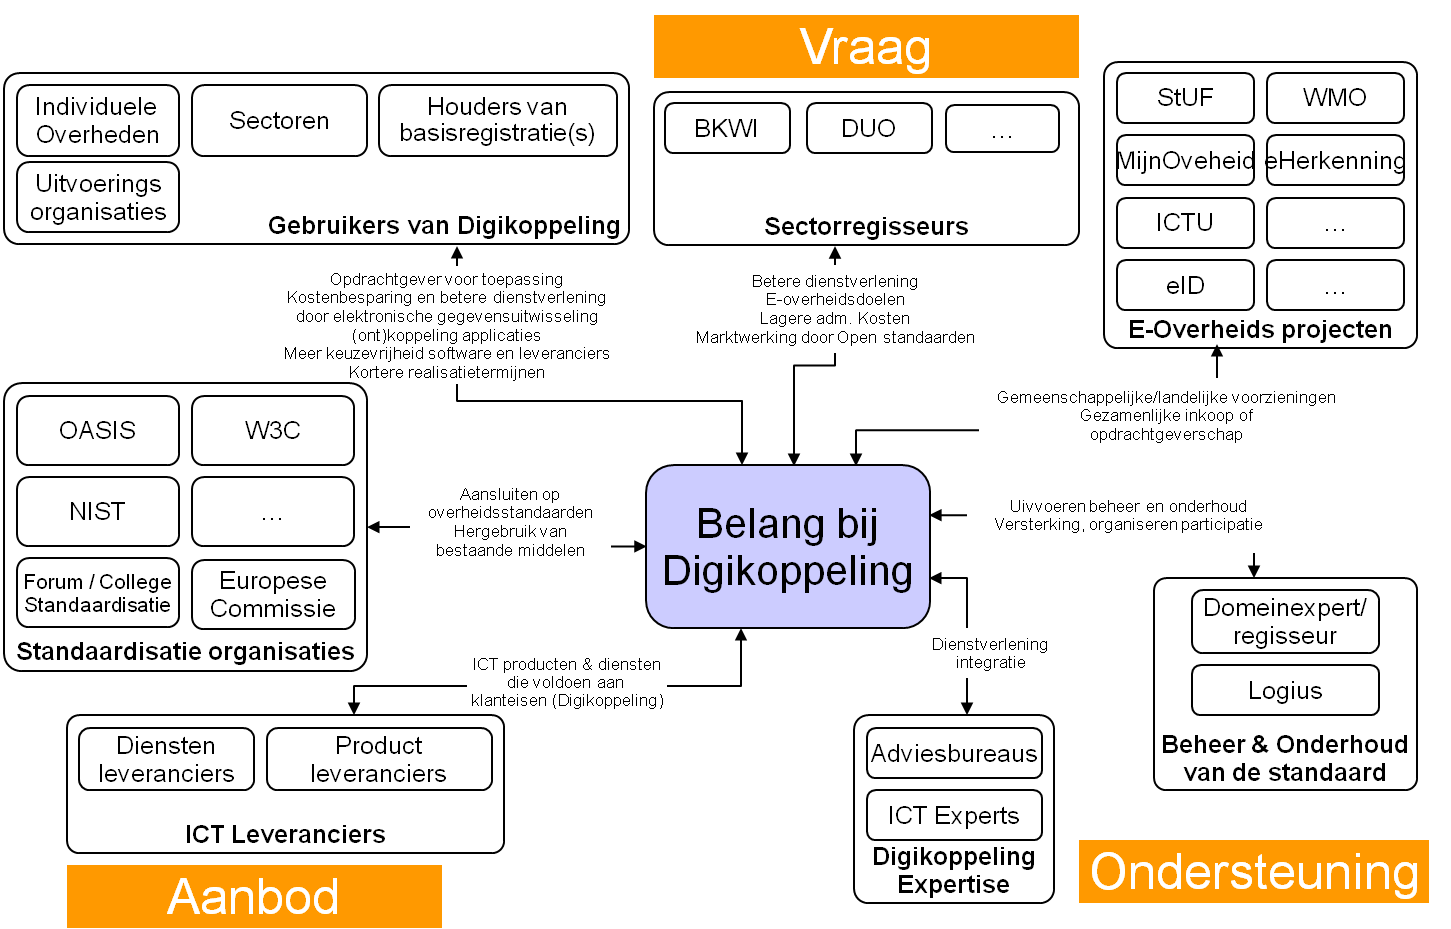 Vraag
Individuele
Overheden
Sectoren
Houders van
basisregistratie(s)
Uitvoerings
organisaties
Gebruikers van Digikoppeling
BKWI
DUO
...
Sectorregisseurs
StUF
WMO
MijnOveheid
eHerkenning
ICTU
...
eID
...
E-Overheids projecten
Opdrachtgever voor toepassing
Kostenbesparing en betere dienstverlening
door elektronische gegevensuitwisseling
(ont)koppeling applicaties
Meer keuzevrijheid software en leveranciers
Kortere realisatietermijnen
Betere dienstverlening
E-overheidsdoelen
Lagere adm. Kosten
Marktwerking door Open standaarden
Gemeenschappelijke/landelijke voorzieningen
Gezamenlijke inkoop of
opdrachtgeverschap
OASIS
W3C
NIST
...
Forum / College
Standaardisatie
Europese
Commissie
Standaardisatie organisaties
Aansluiten op
overheidsstandaarden
Hergebruik van
bestaande middelen
Belang bij
Digikoppeling
Uivvoeren beheer en onderhoud
Versterking, organiseren participatie
Domeinexpert/
regisseur
Logius
Beheer & Onderhoud
van de standaard
Dienstverlening
integratie
ICT producten & diensten
die voldoen aan
klanteisen (Digikoppeling)
Diensten
leveranciers
Product
leveranciers
ICT Leveranciers
Adviesbureaus
ICT Experts
Digikoppeling
Expertise
Aanbod
Ondersteuning